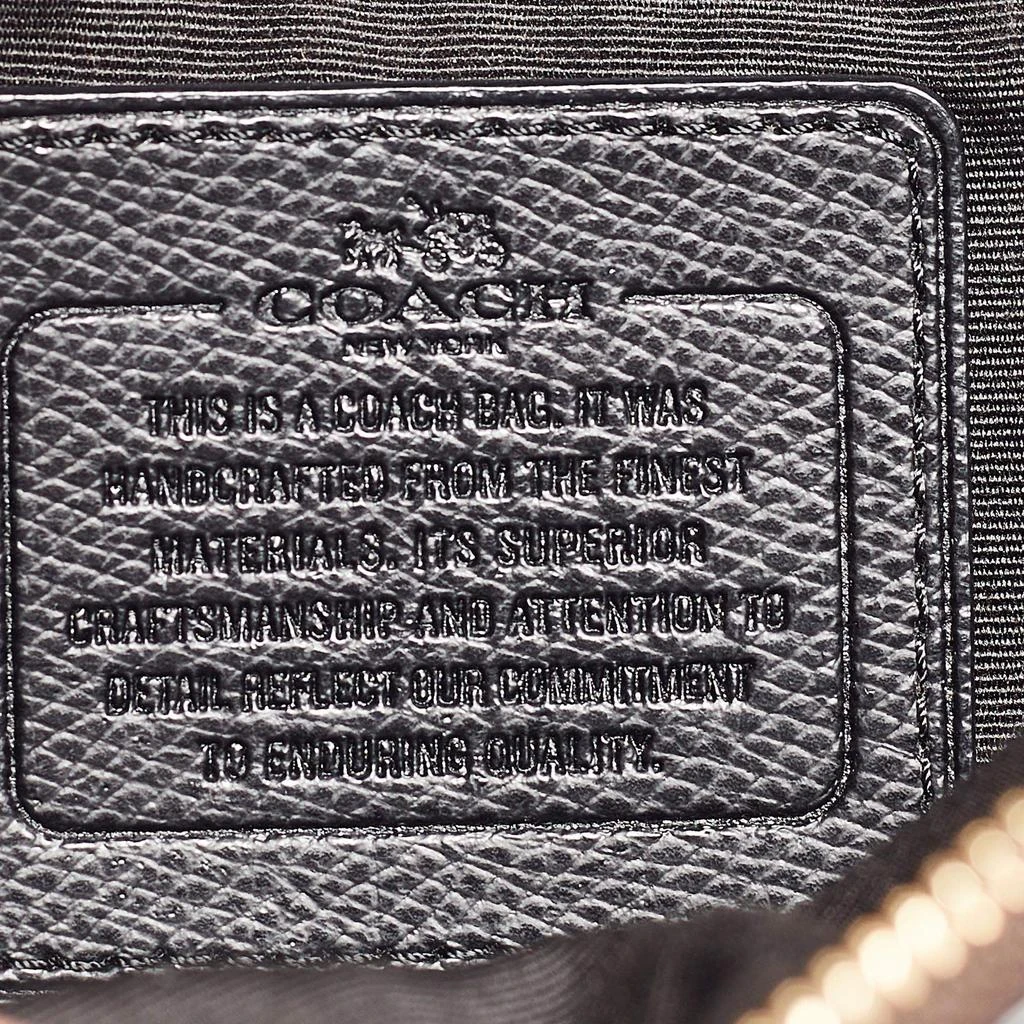 COACH
NEW YORK
THIS IS A COACH BAG. IT WAS
HANDCRAFTED FROM THE FINEST
MATERIALS. IT'S SUPERIOR
CRAFTSMANSHIP AND ATTENTION TO
DETAIL REFLECT OUR COMMITMENT
TO ENDURING QUALITY.